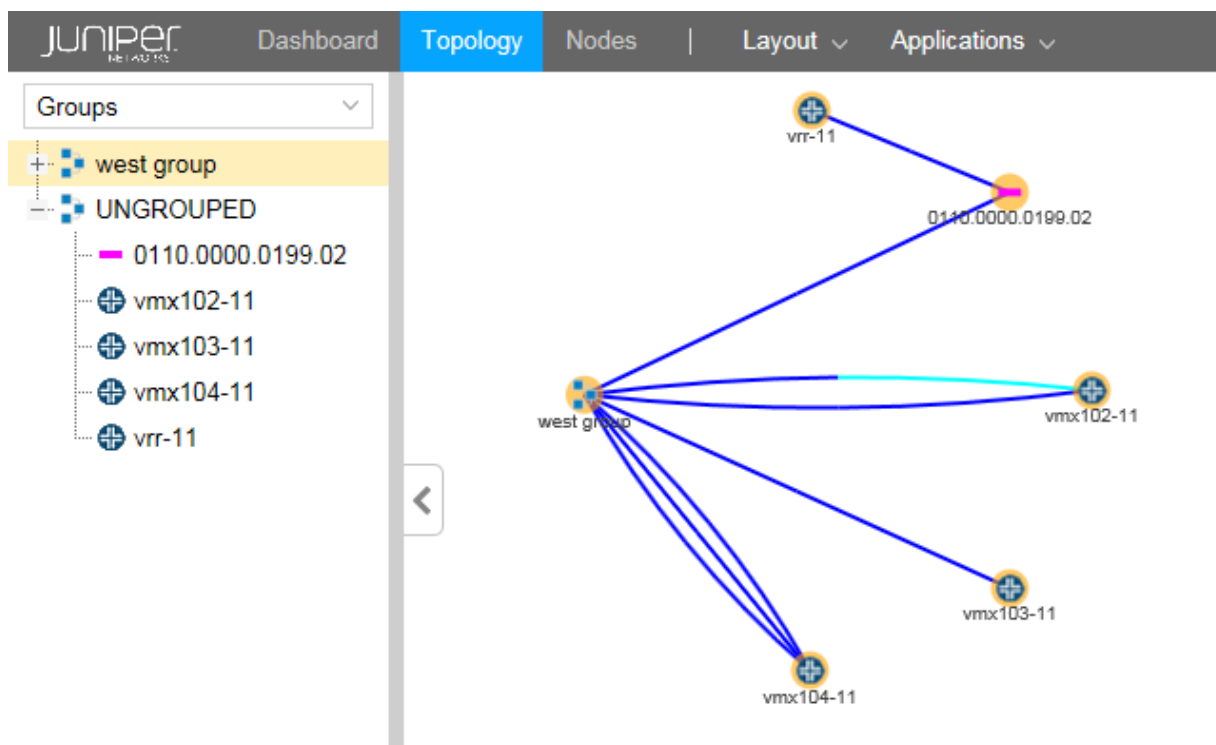 JUNIPER NETWORKS Dashboard Topology Nodes | Layout Applications
Groups
west group
UNGROUPED
0110.0000.0199.02
vmx102-11
vmx103-11
vmx104-11
vrr-11
vrr-11
0110.0000.0199.02
west group
vmx102-11
vmx103-11
vmx104-11